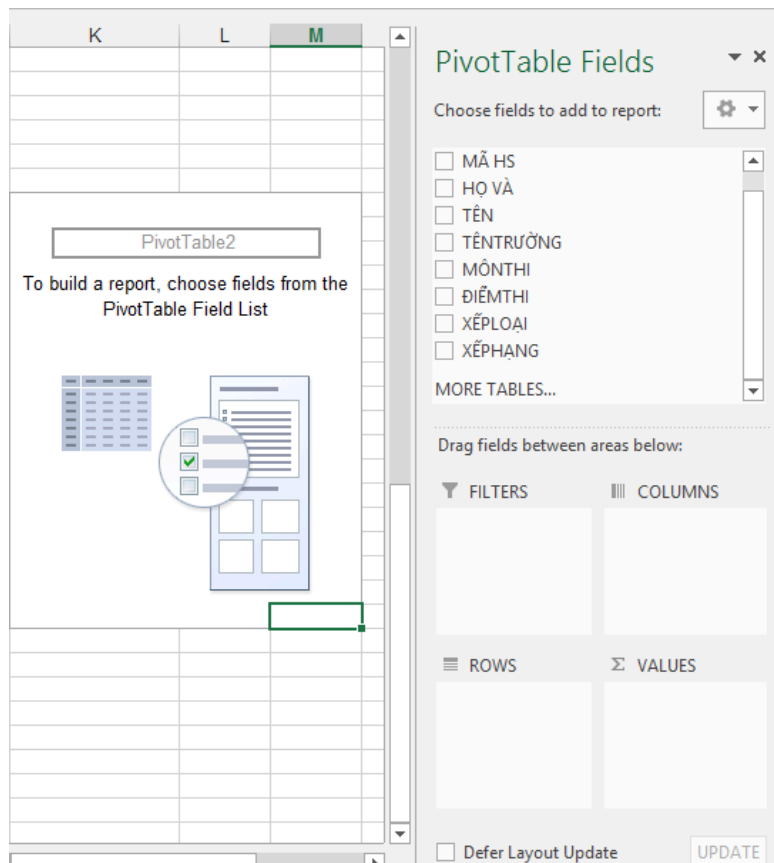 K L M
PivotTable2
To build a report, choose fields from the
PivotTable Field List
PivotTable Fields
Choose fields to add to report:
MÃ HS
HỌ VÀ
TÊN
TÊNTRƯỜNG
MÔNTHI
ĐIỂMTHI
XẾPLOẠI
XẾPHẠNG
MORE TABLES...
Drag fields between areas below:
FILTERS
COLUMNS
ROWS
Σ VALUES
Defer Layout Update
UPDATE